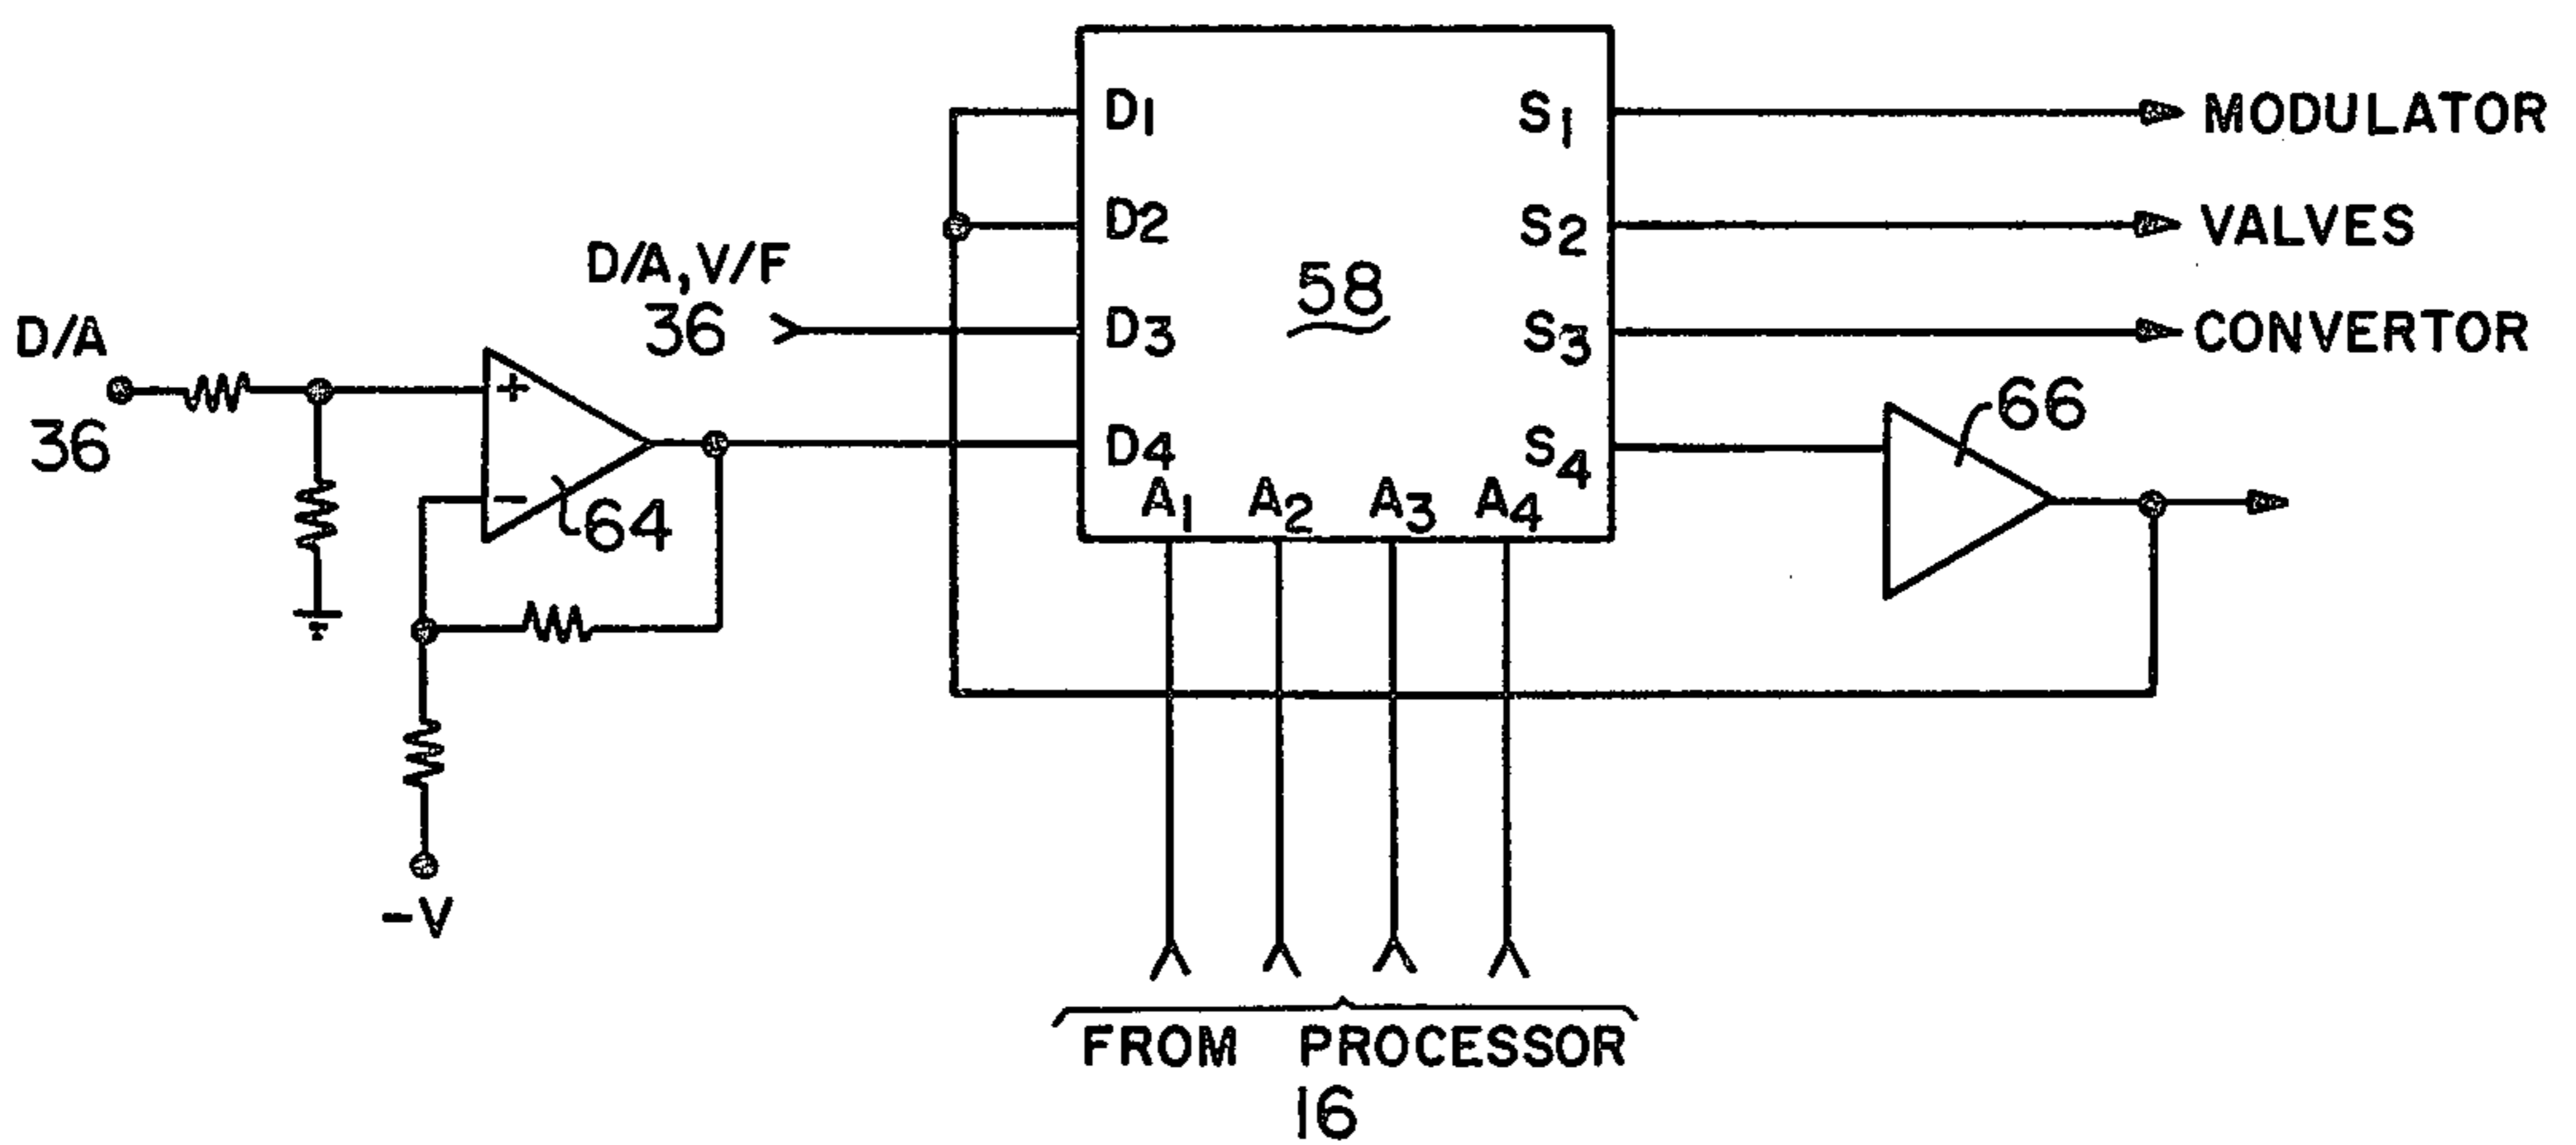 D/A
36
+
-
64
-V
D/A, V/F
36
D1
D2
D3
D4
58
S1
S2
S3
S4
A1 A2 A3 A4
MODULATOR
VALVES
CONVERTOR
66
FROM PROCESSOR
16